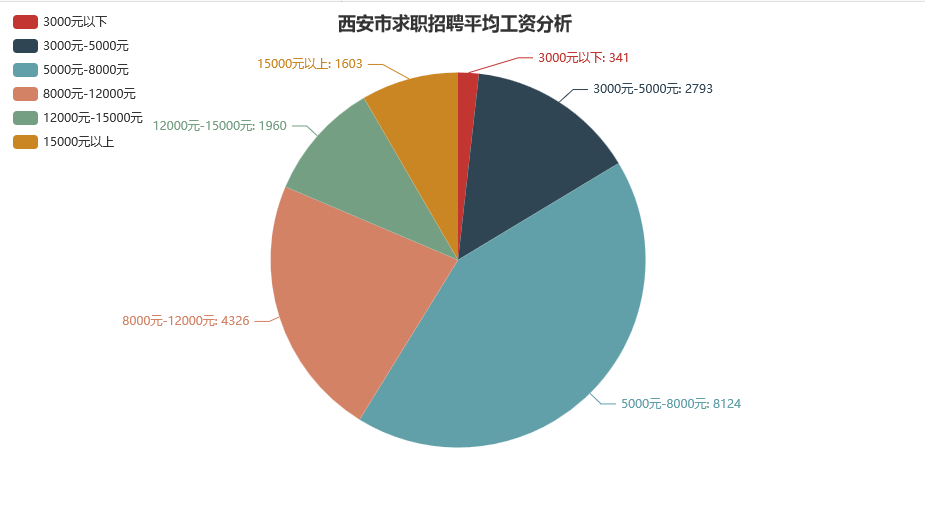 西安市求职招聘平均工资分析
3000元以下
3000元-5000元
5000元-8000元
8000元-12000元
12000元-15000元
15000元以上
15000元以上: 1603
3000元以下: 341
3000元-5000元: 2793
12000元-15000元: 1960
8000元-12000元: 4326
5000元-8000元: 8124